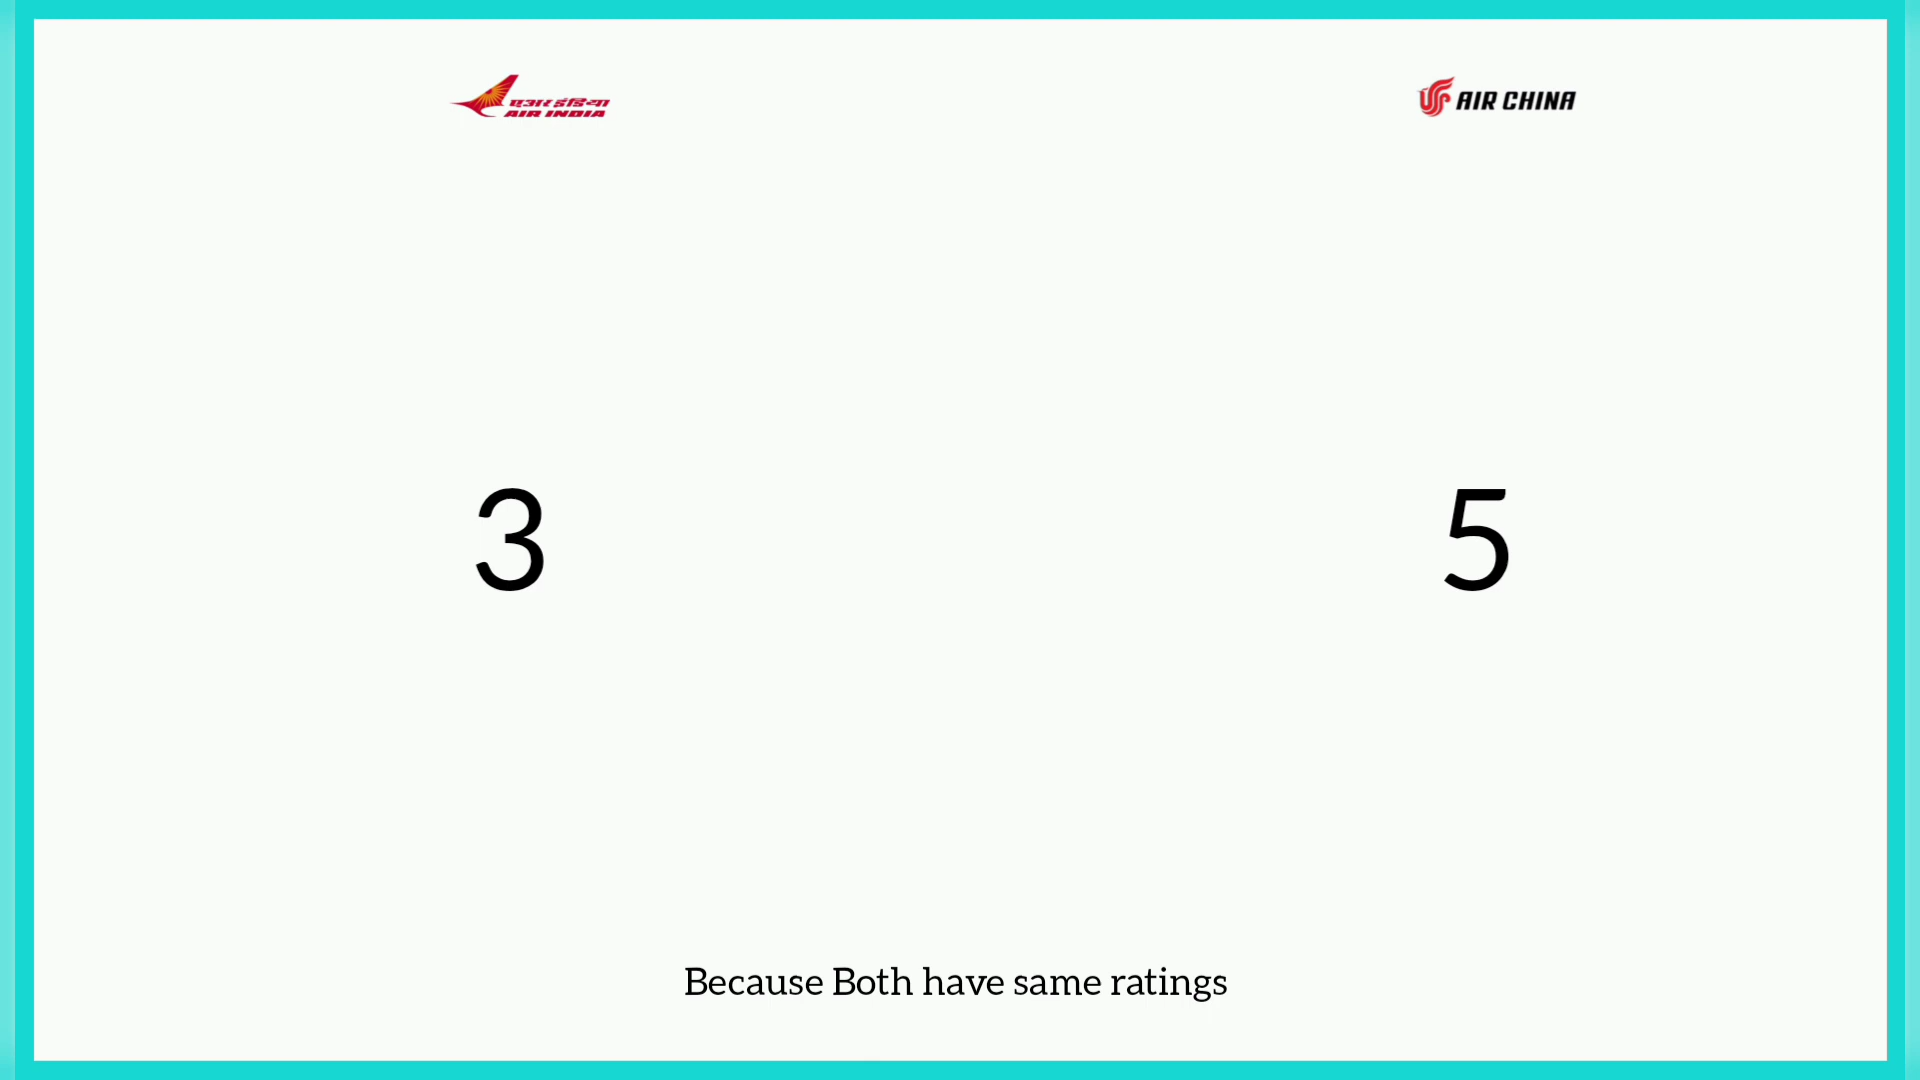 एअर इंडिया
AIR INDIA
AIR CHINA
3
5
Because Both have same ratings